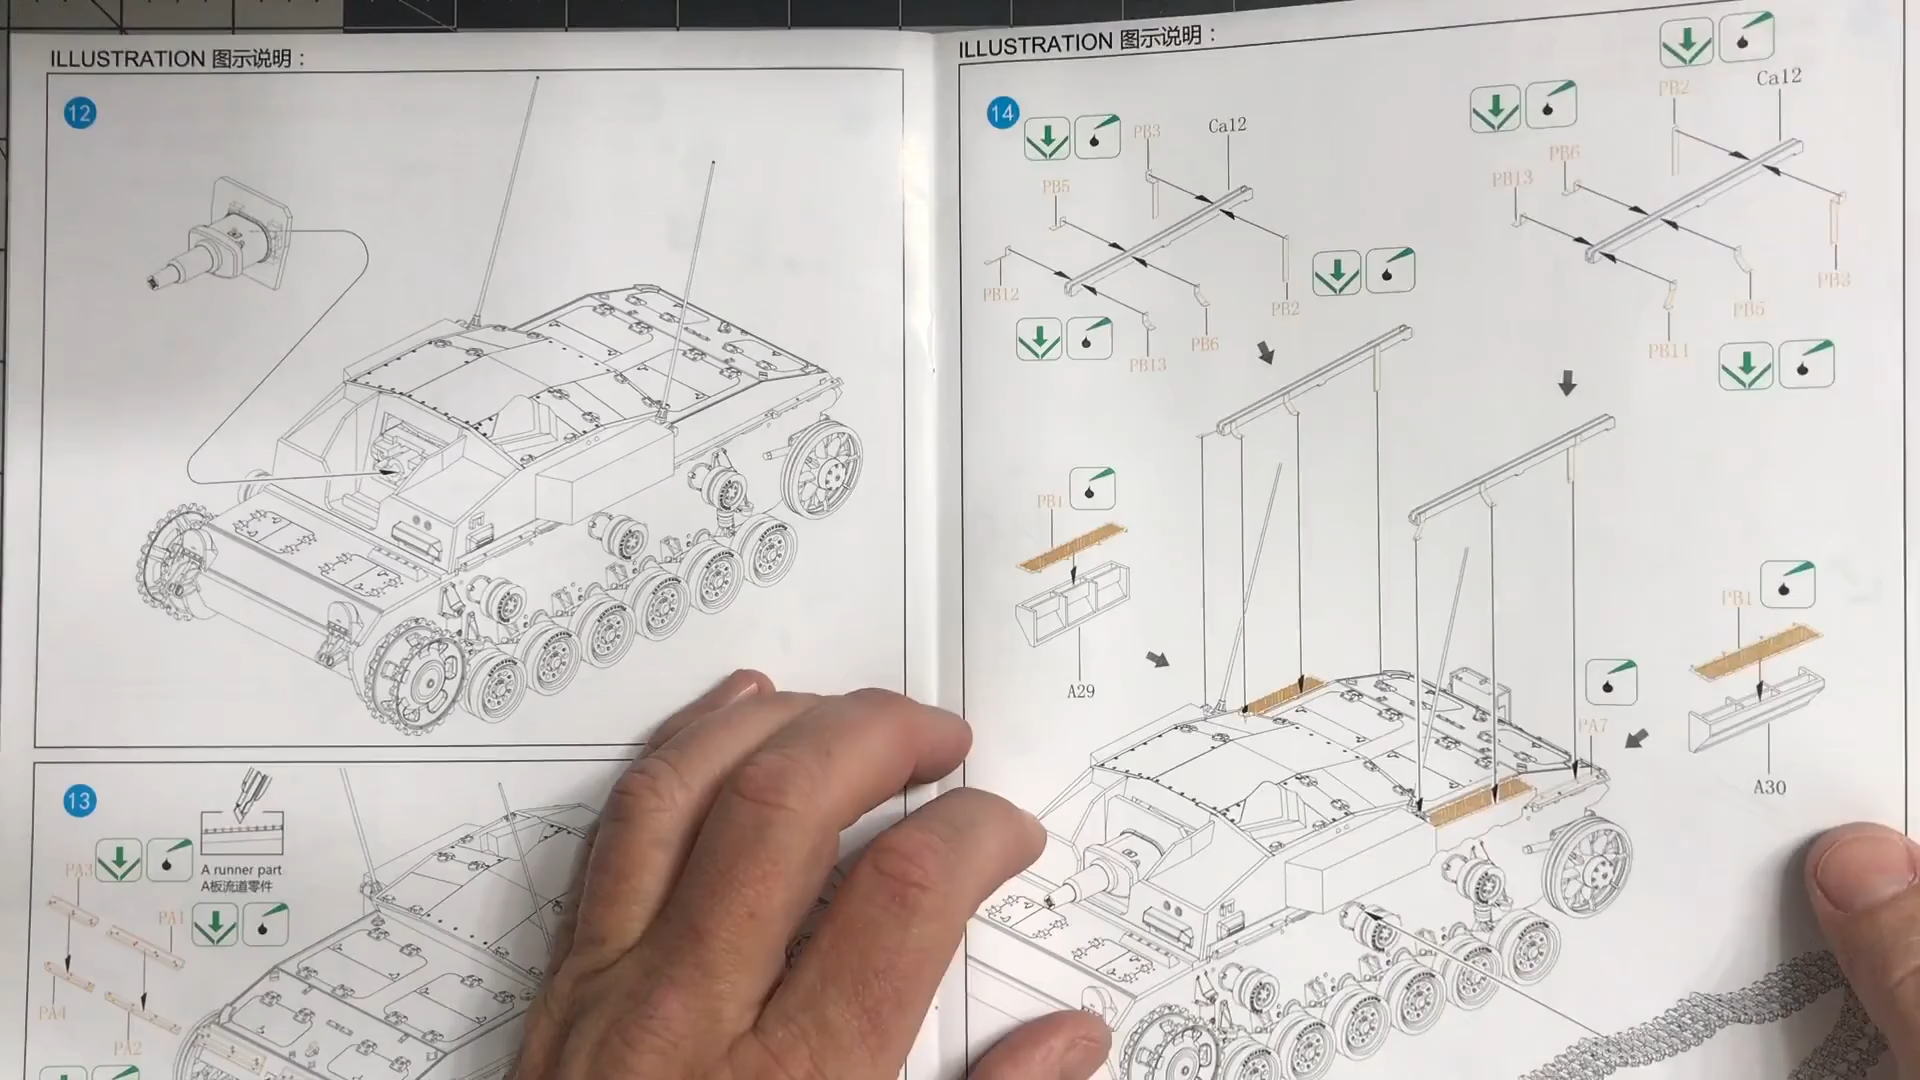 ILLUSTRATION 图示说明：
12
13
A runner part
A板流道零件
PA3
PA1
PA4
PA2
ILLUSTRATION 图示说明：
14
PB3
Ca12
PB5
PB12
PB2
PB6
PB13
PB2
Ca12
PB6
PB13
PB3
PB5
PB11
PB1
A29
PB1
PA7
A30